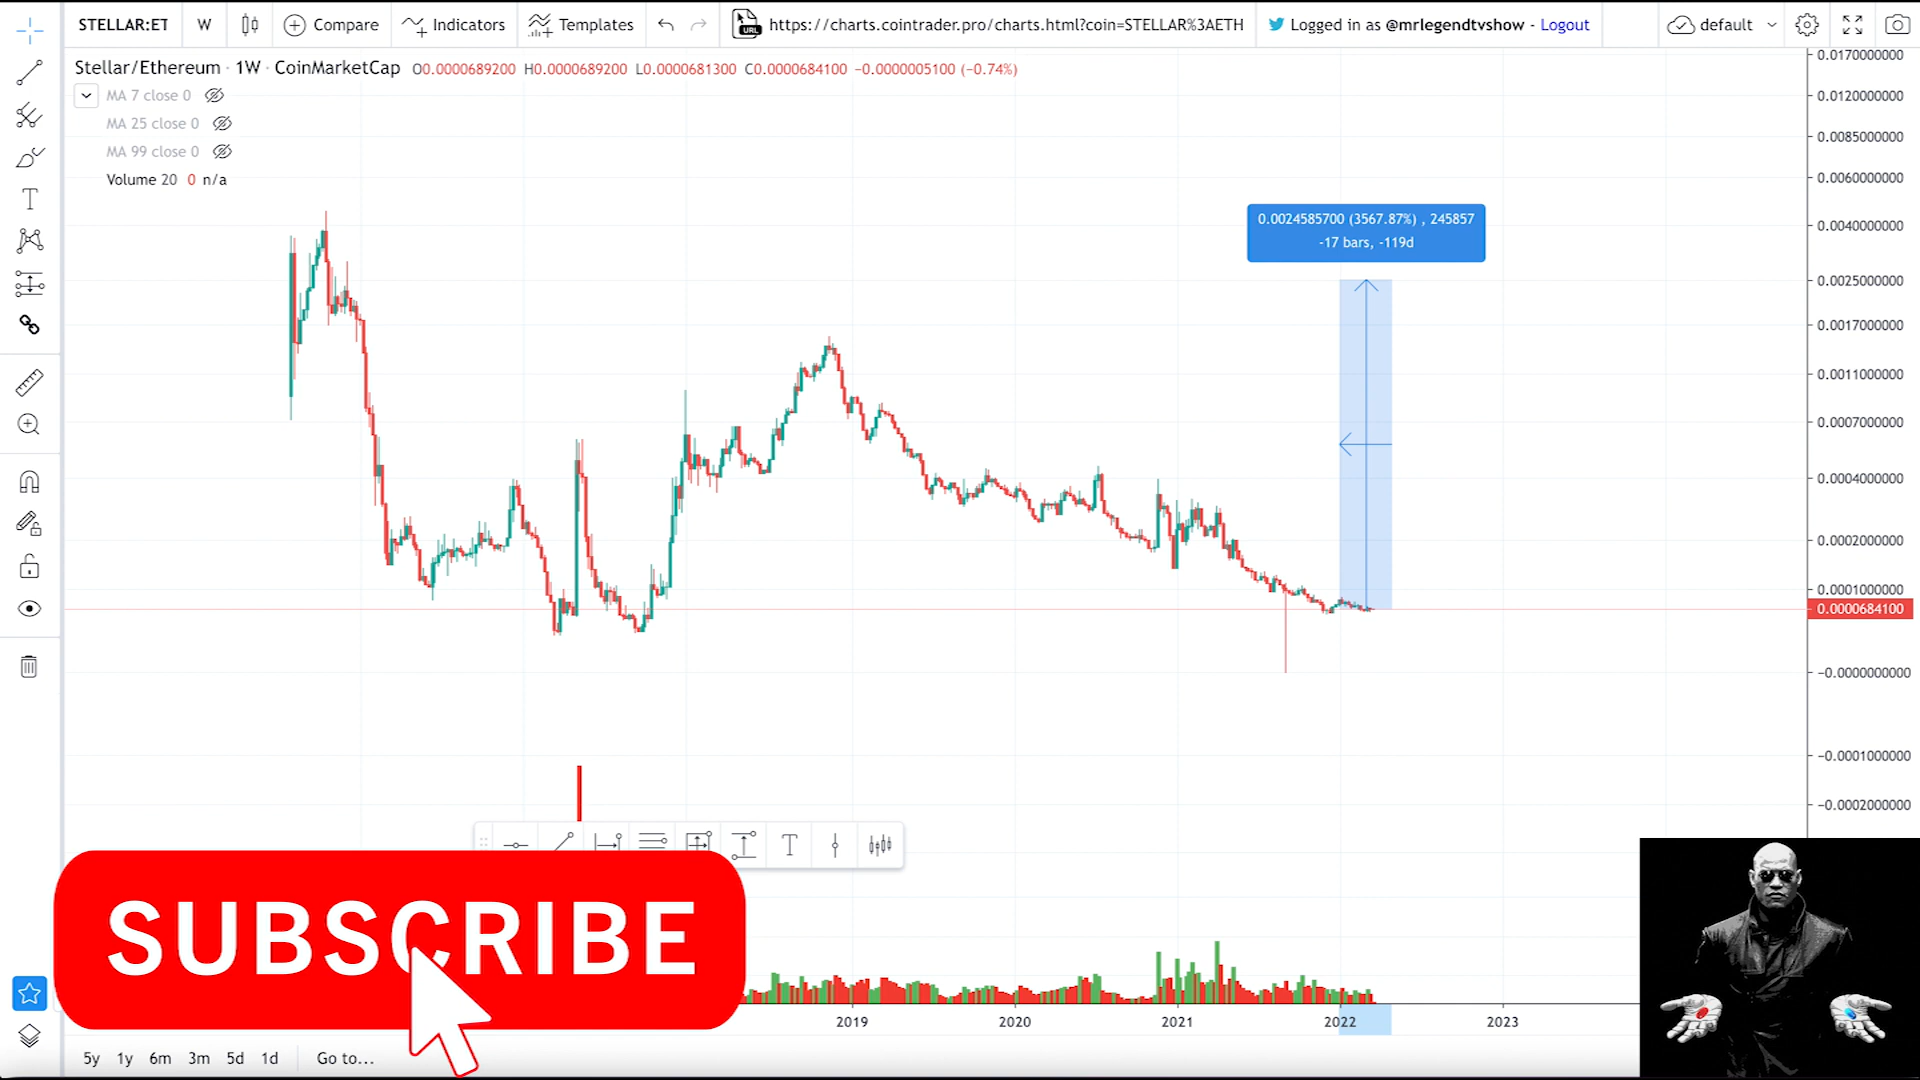 STELLAR:ET W Compare Indicators Templates URL https://charts.cointrader.pro/charts.html?coin=STELLAR%3AETH Logged in as @mrlegendtvshow - Logout default
Stellar/Ethereum · 1W · CoinMarketCap O0.0000689200 H0.0000689200 L0.0000681300 C0.0000684100 −0.0000005100 (−0.74%)
MA 7 close 0
MA 25 close 0
MA 99 close 0
Volume 20 0 n/a
0.0024585700 (3567.87%) , 245857
-17 bars, -119d
0.0170000000
0.0120000000
0.0085000000
0.0060000000
0.0040000000
0.0025000000
0.0017000000
0.0011000000
0.0007000000
0.0004000000
0.0002000000
0.0001000000
0.0000684100
−0.0000000000
−0.0001000000
−0.0002000000
T
SUBSCRIBE
2019 2020 2021 2022 2023
5y 1y 6m 3m 5d 1d Go to...